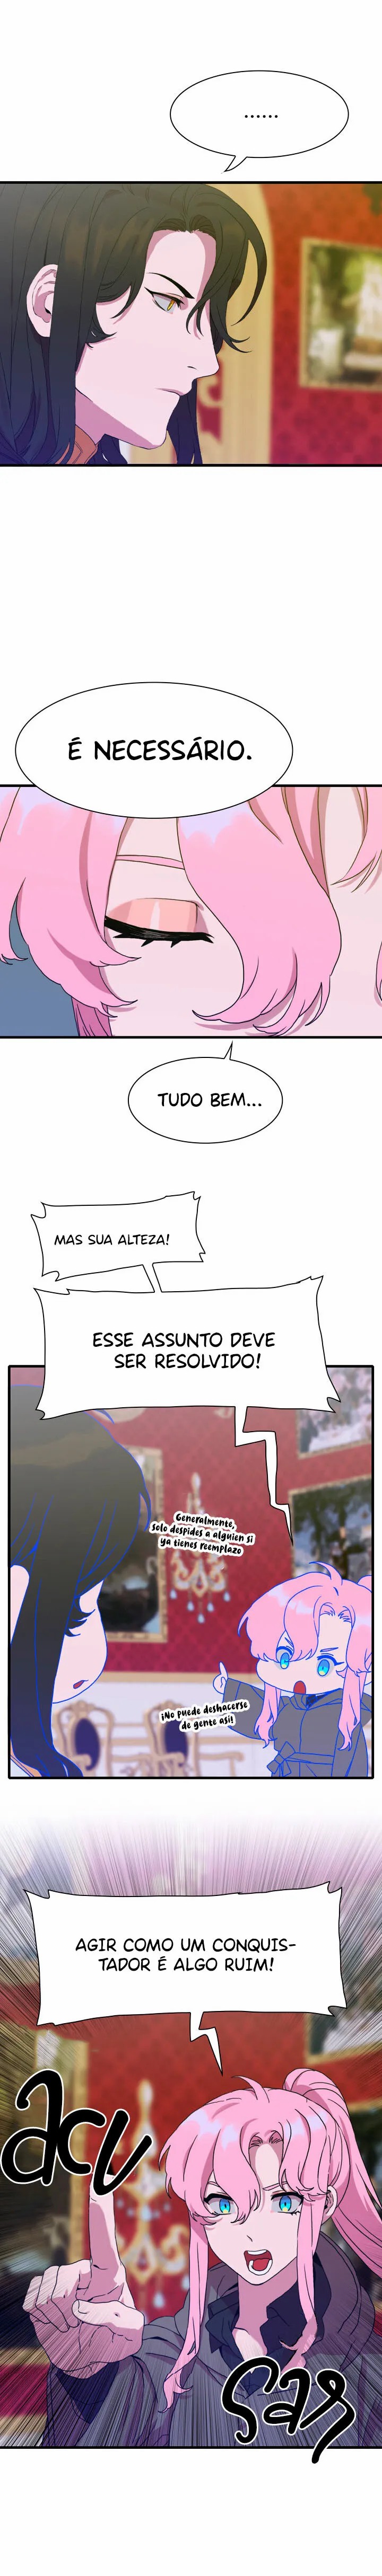 ......
É NECESSÁRIO.
TUDO BEM...
MAS SUA ALTEZA!
ESSE ASSUNTO DEVE
SER RESOLVIDO!
Generalmente,
solo despides a alguien si
ya tienes reemplazo
¡No puede deshacerse
de gente así!
AGIR COMO UM CONQUIS-
TADOR É ALGO RUIM!
ACU
SAR